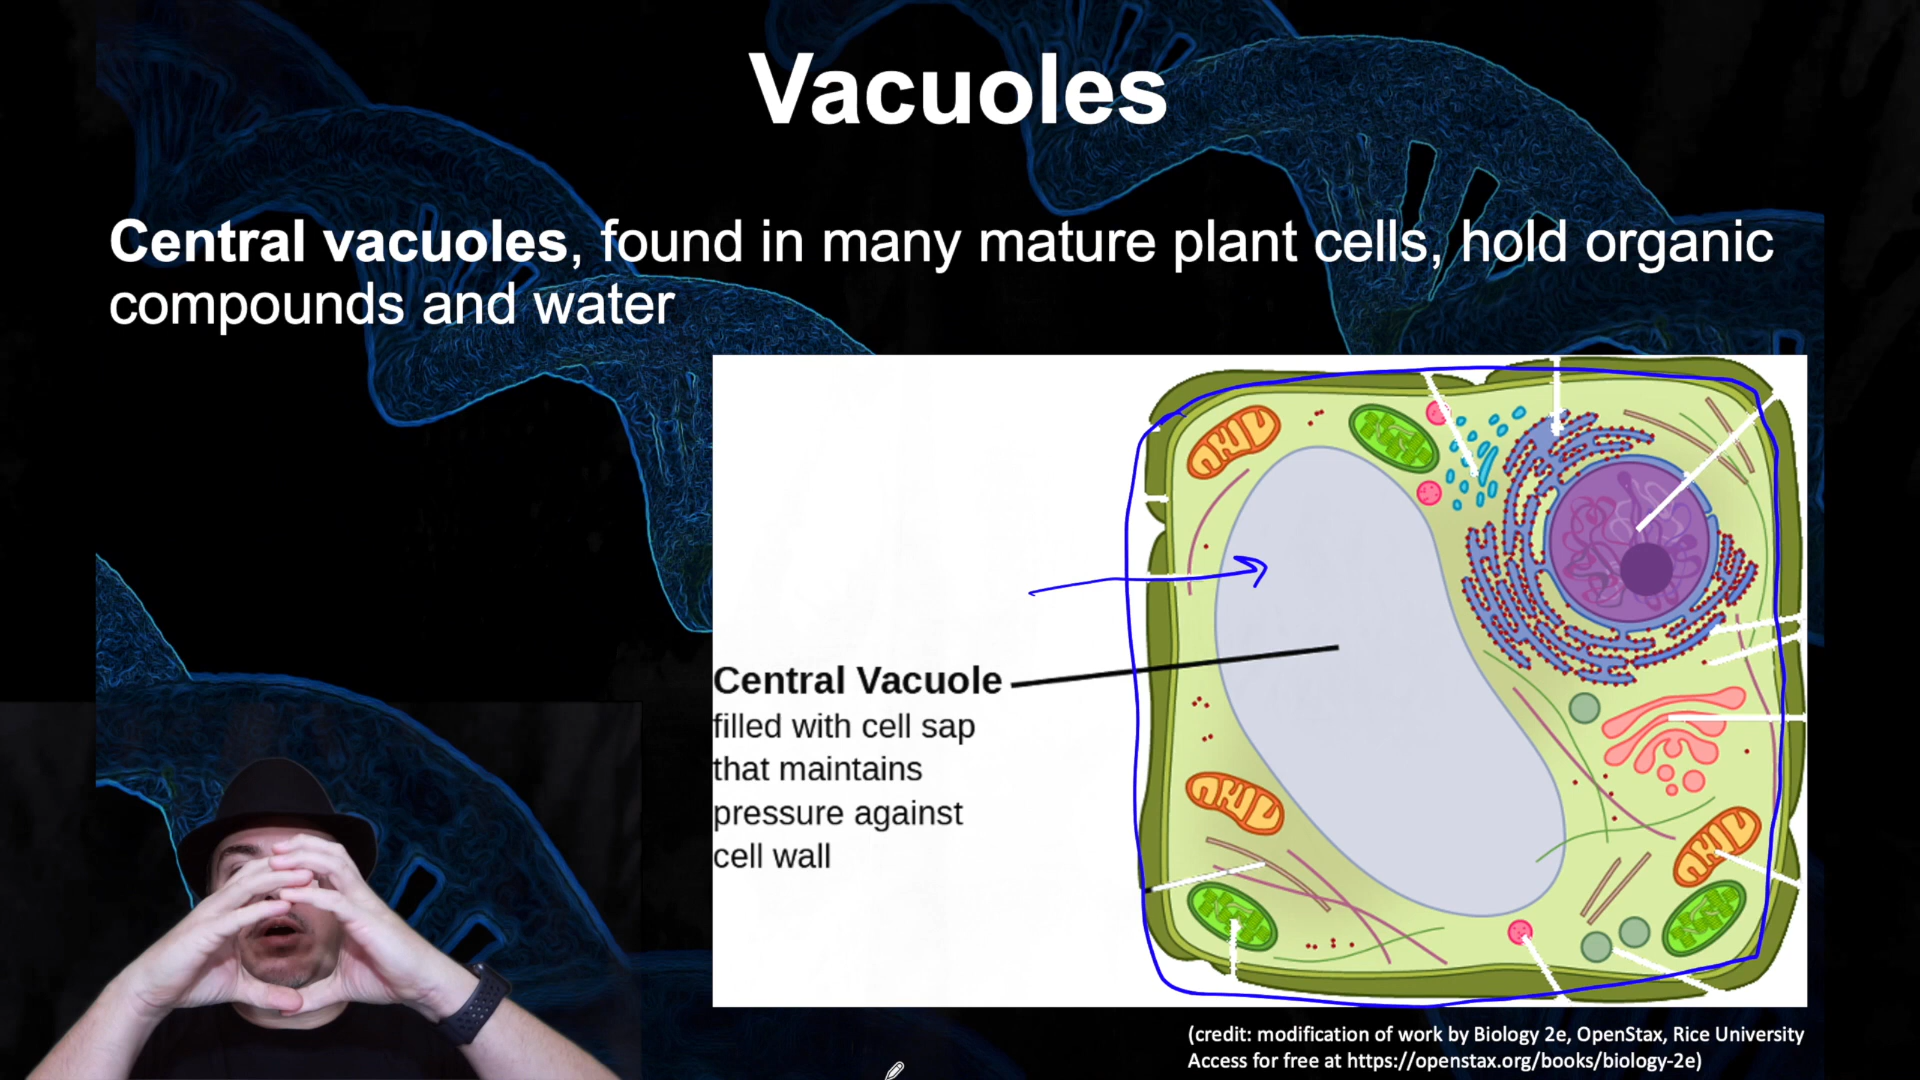 Vacuoles
Central vacuoles, found in many mature plant cells, hold organic
compounds and water
Central Vacuole
filled with cell sap
that maintains
pressure against
cell wall
(credit: modification of work by Biology 2e, OpenStax, Rice University
Access for free at https://openstax.org/books/biology-2e)